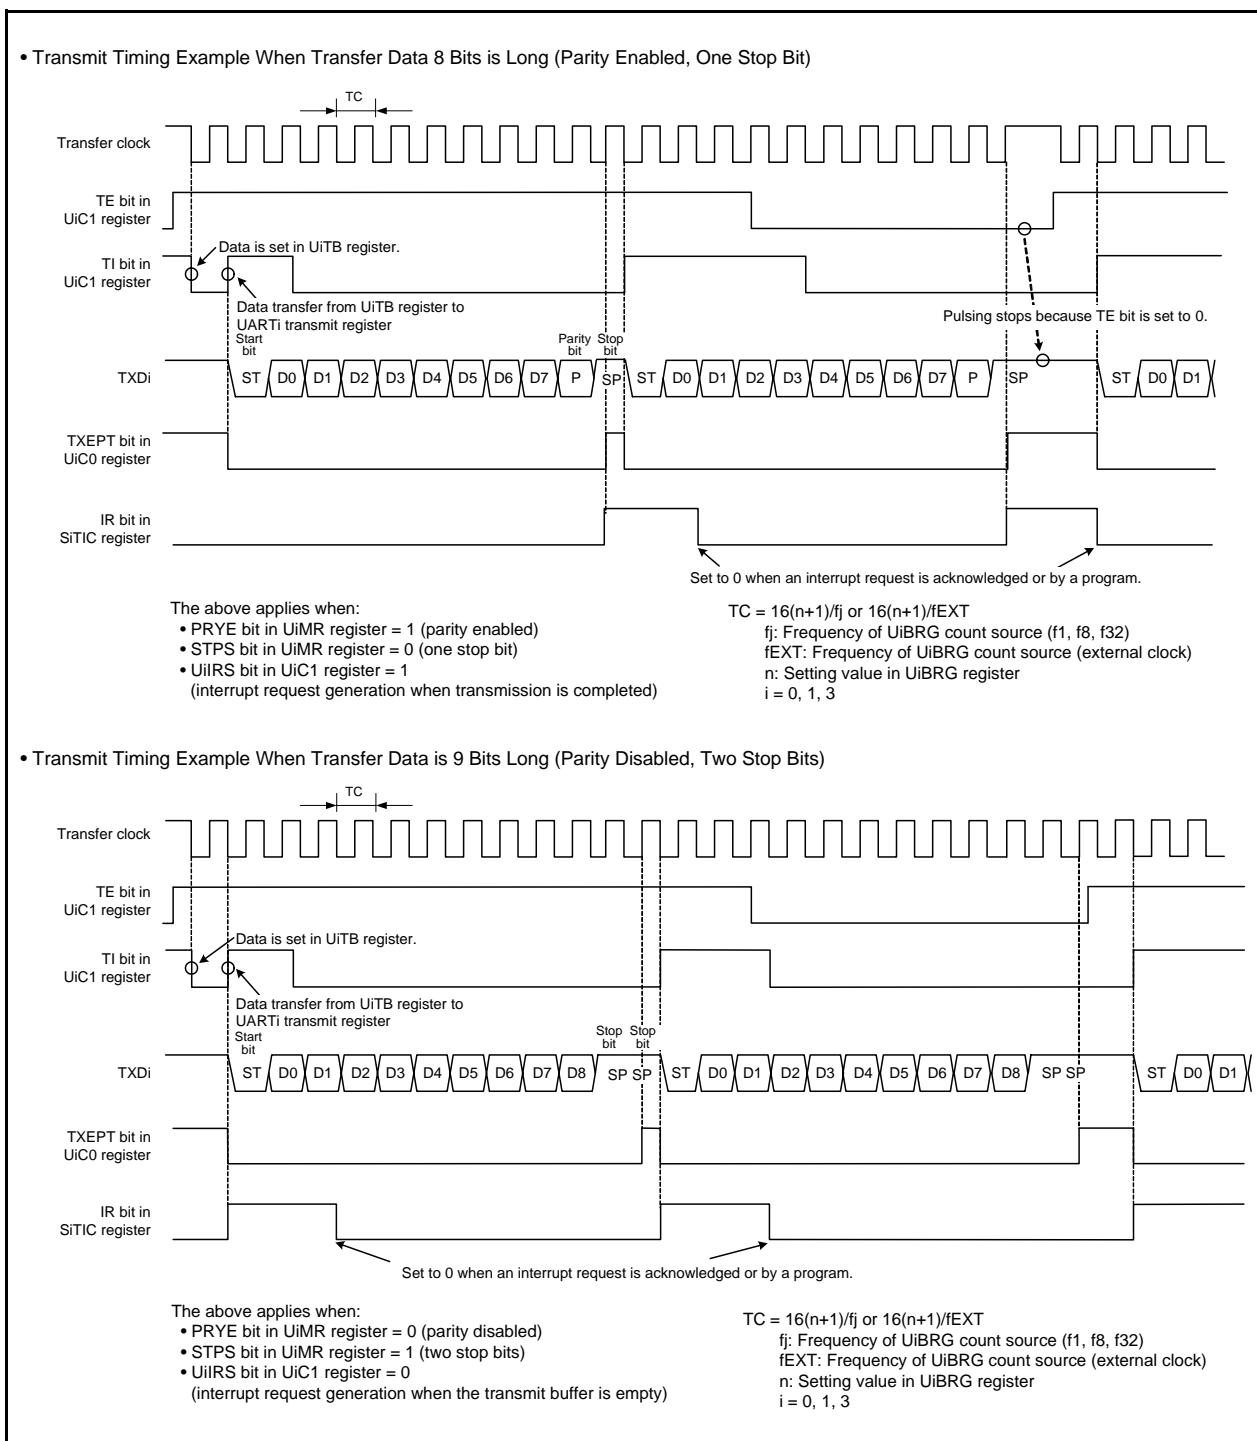 • Transmit Timing Example When Transfer Data 8 Bits is Long (Parity Enabled, One Stop Bit)
TC
Transfer clock
TE bit in
UiC1 register
Data is set in UiTB register.
TI bit in
UiC1 register
Data transfer from UiTB register to
UARTi transmit register
Pulsing stops because TE bit is set to 0.
Start
bit
Parity
bit
Stop
bit
TXDi
ST D0 D1 D2 D3 D4 D5 D6 D7 P SP ST D0 D1 D2 D3 D4 D5 D6 D7 P SP ST D0 D1
TXEPT bit in
UiC0 register
IR bit in
SiTIC register
Set to 0 when an interrupt request is acknowledged or by a program.
The above applies when:
• PRYE bit in UiMR register = 1 (parity enabled)
• STPS bit in UiMR register = 0 (one stop bit)
• UiIRS bit in UiC1 register = 1
(interrupt request generation when transmission is completed)
TC = 16(n+1)/fj or 16(n+1)/fEXT
fj: Frequency of UiBRG count source (f1, f8, f32)
fEXT: Frequency of UiBRG count source (external clock)
n: Setting value in UiBRG register
i = 0, 1, 3
• Transmit Timing Example When Transfer Data is 9 Bits Long (Parity Disabled, Two Stop Bits)
TC
Transfer clock
TE bit in
UiC1 register
Data is set in UiTB register.
TI bit in
UiC1 register
Data transfer from UiTB register to
UARTi transmit register
Start
bit
Stop
bit
Stop
bit
TXDi
ST D0 D1 D2 D3 D4 D5 D6 D7 D8 SP SP ST D0 D1 D2 D3 D4 D5 D6 D7 D8 SP SP ST D0 D1
TXEPT bit in
UiC0 register
IR bit in
SiTIC register
Set to 0 when an interrupt request is acknowledged or by a program.
The above applies when:
• PRYE bit in UiMR register = 0 (parity disabled)
• STPS bit in UiMR register = 1 (two stop bits)
• UiIRS bit in UiC1 register = 0
(interrupt request generation when the transmit buffer is empty)
TC = 16(n+1)/fj or 16(n+1)/fEXT
fj: Frequency of UiBRG count source (f1, f8, f32)
fEXT: Frequency of UiBRG count source (external clock)
n: Setting value in UiBRG register
i = 0, 1, 3